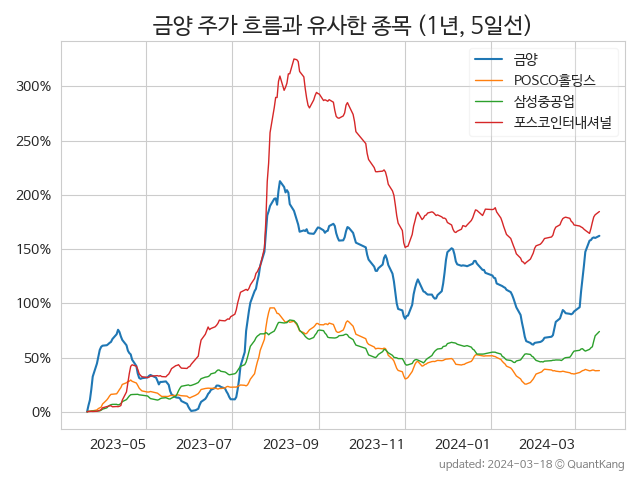 금양 주가 흐름과 유사한 종목 (1년, 5일선)
금양
POSCO홀딩스
삼성중공업
포스코인터내셔널
300%
250%
200%
150%
100%
50%
0%
2023-05 2023-07 2023-09 2023-11 2024-01 2024-03
updated: 2024-03-18 © QuantKang